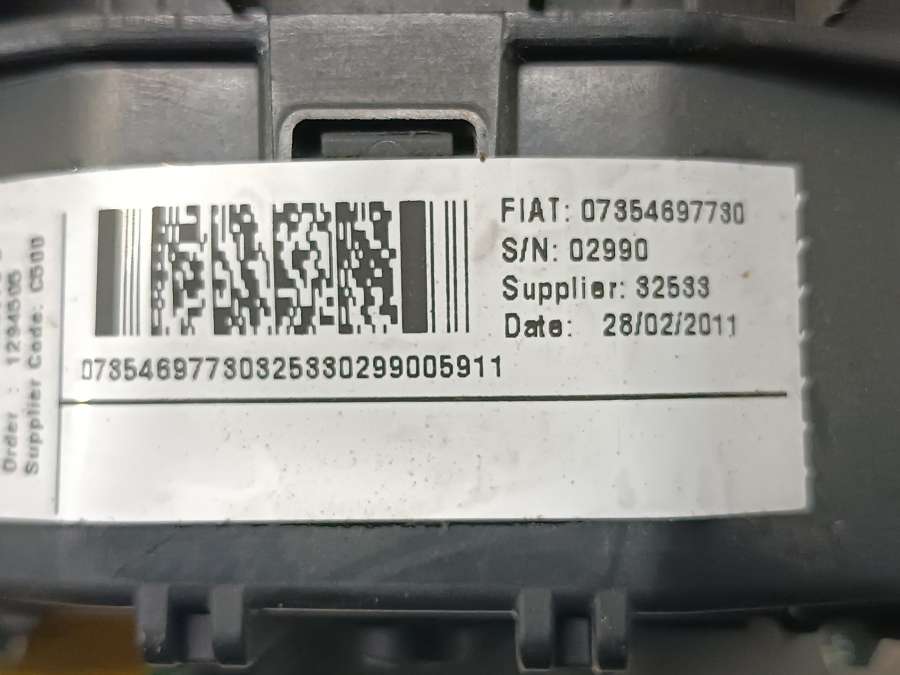 FIAT: 07354697730
S/N: 02990
Supplier: 32533
Date: 28/02/2011
07354697730325330299005911
Order : 1294505
Supplier Code: C500